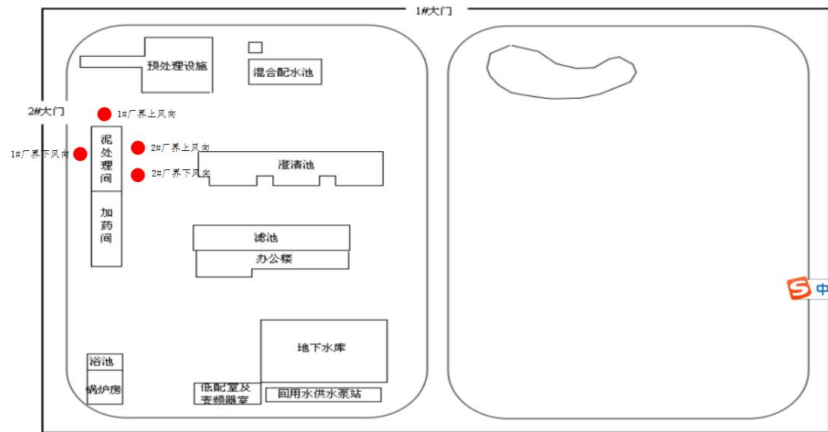 1#大门
预处理设施
混合配水池
2#大门
1#厂界上风向
泥处理间
1#厂界下风向
2#厂界上风向
2#厂界下风向
澄清池
加药间
滤池
办公楼
地下水库
浴池
锅炉房
低配室及
变频器室
回用水供水泵站
S中